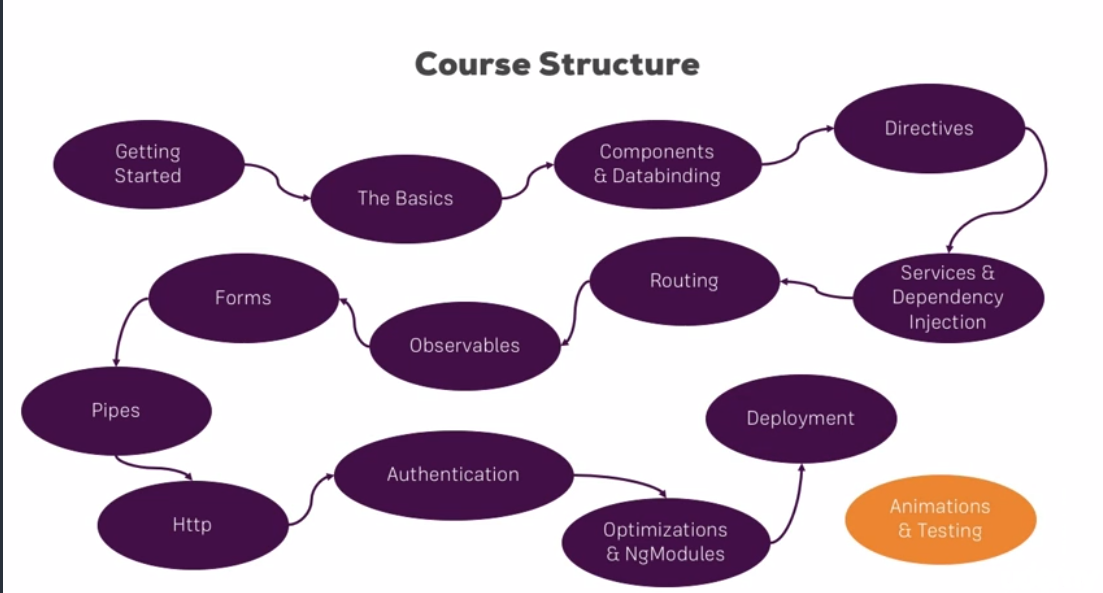 Course Structure
Getting
Started
The Basics
Components
& Databinding
Directives
Services &
Dependency
Injection
Routing
Observables
Forms
Pipes
Http
Authentication
Optimizations
& NgModules
Deployment
Animations
& Testing